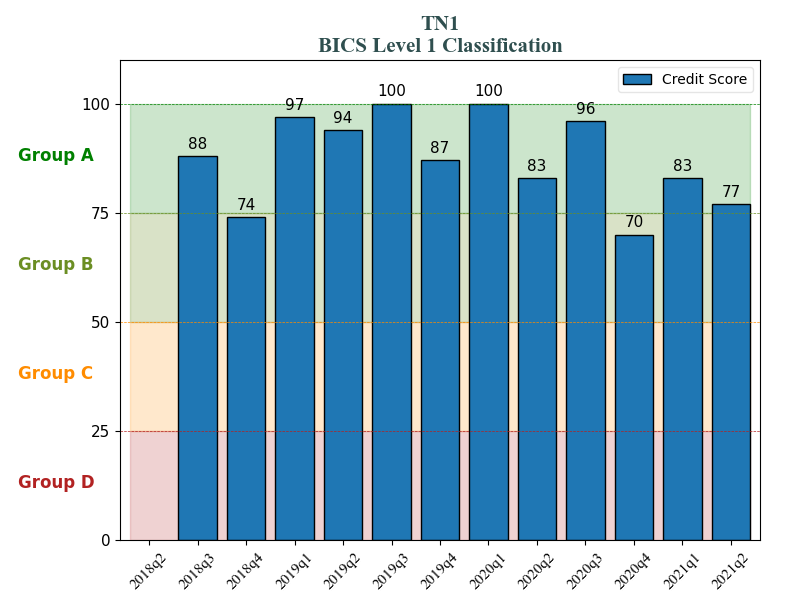 TN1
BICS Level 1 Classification
Credit Score
100
75
50
25
0
Group A
Group B
Group C
Group D
88
74
97
94
100
87
100
83
96
70
83
77
2018q2
2018q3
2018q4
2019q1
2019q2
2019q3
2019q4
2020q1
2020q2
2020q3
2020q4
2021q1
2021q2